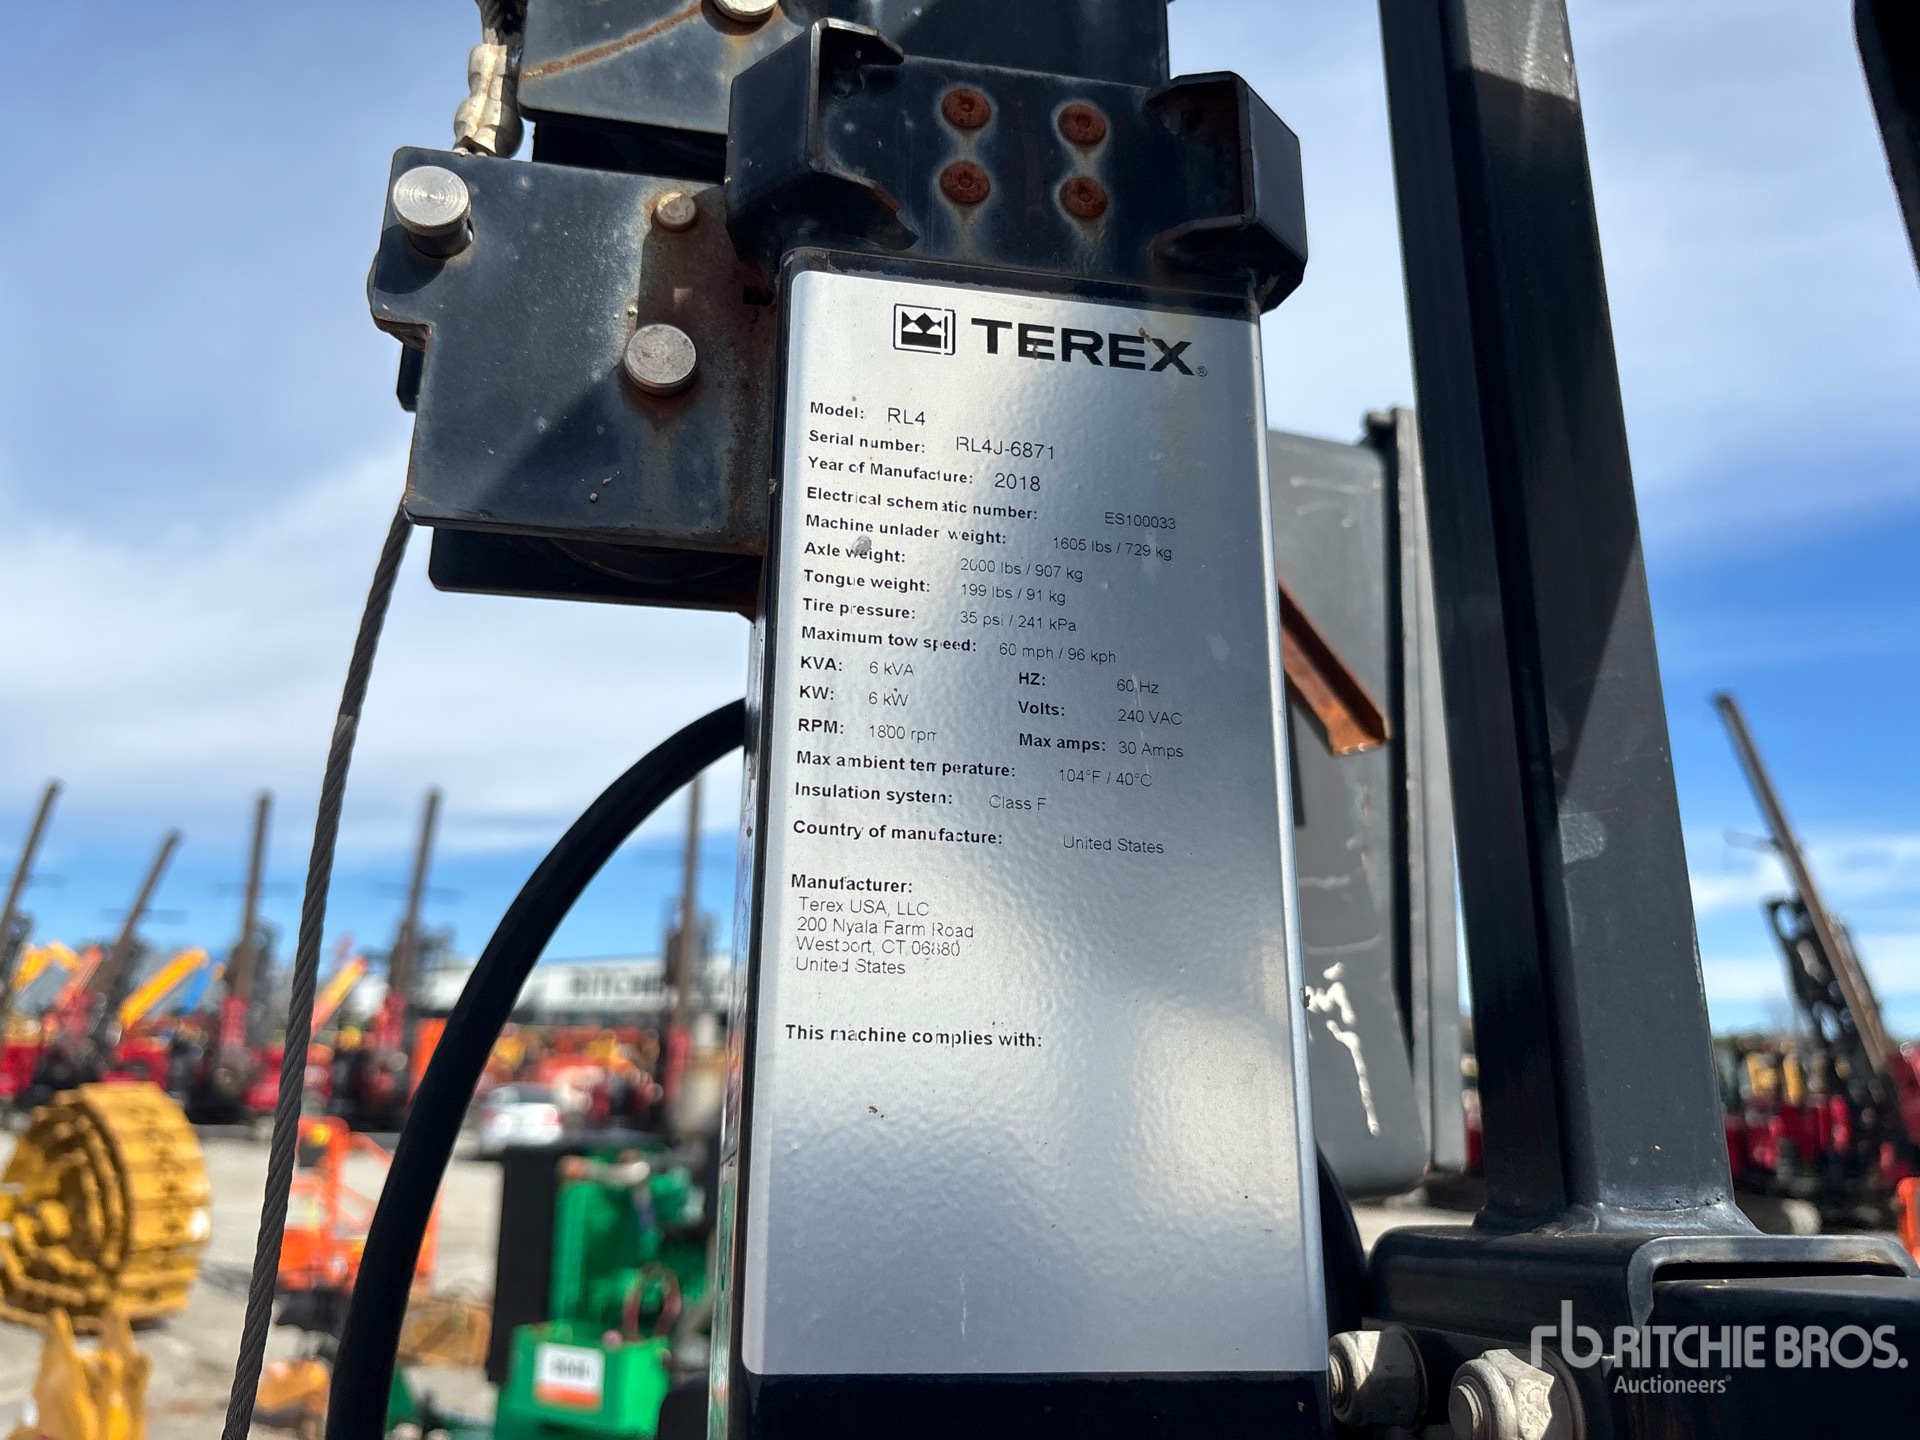 TEREX®
Model: RL4
Serial number: RL4J-6871
Year of Manufacture: 2018
Electrical schematic number: ES100033
Machine unlader weight: 1605 lbs / 729 kg
Axle weight: 2000 lbs / 907 kg
Tongue weight: 199 lbs / 91 kg
Tire pressure: 35 psi / 241 kPa
Maximum tow speed: 60 mph / 96 kph
KVA: 6 kVA HZ: 60 Hz
KW: 6 kW Volts: 240 VAC
RPM: 1800 rpm Max amps: 30 Amps
Max ambient temperature: 104°F / 40°C
Insulation system: Class F
Country of manufacture: United States
Manufacturer:
Terex USA, LLC
200 Nyala Farm Road
Westport, CT 06880
United States
This machine complies with:
rb RITCHIE BROS.
Auctioneers®